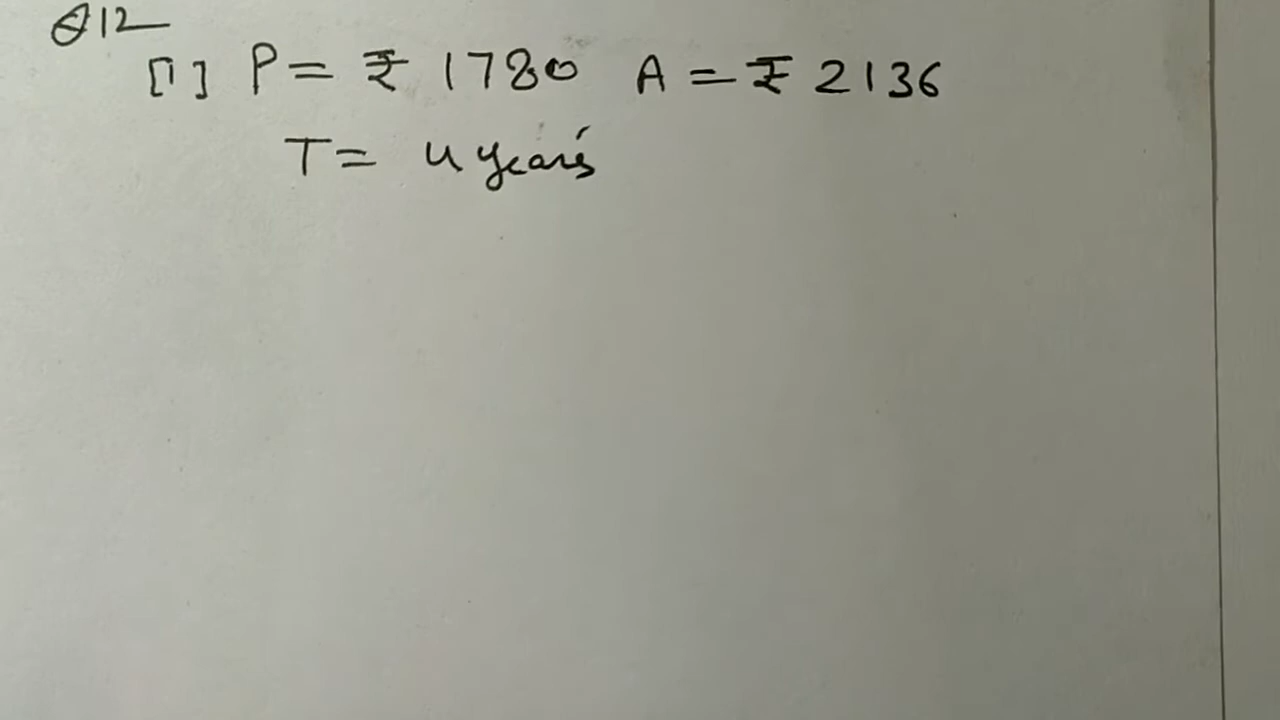 Q12
[1] P = ₹ 1780 A = ₹ 2136
T = 4 years